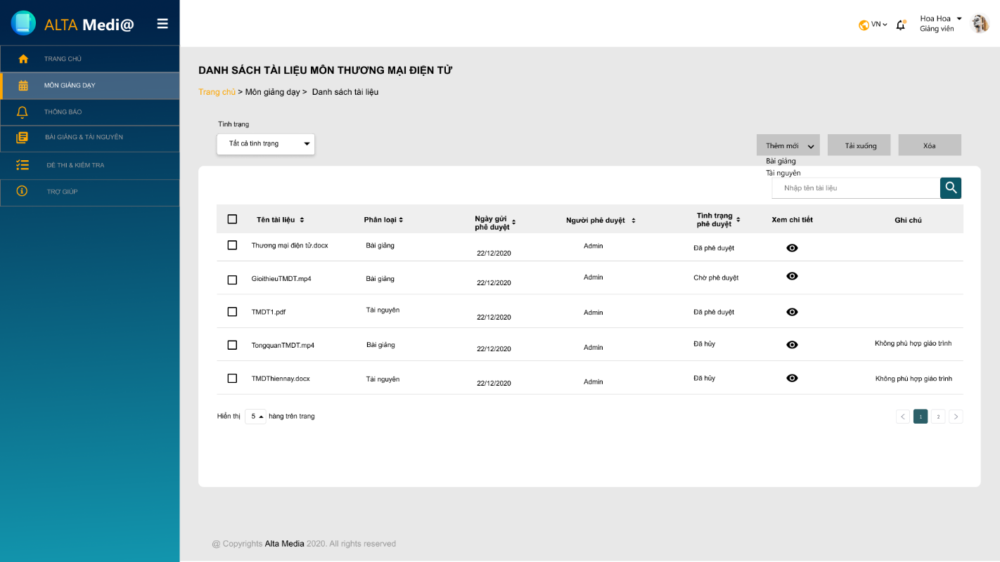 ALTA Medi@
VN
Hoa Hoa
Giảng viên
TRANG CHỦ
MÔN GIẢNG DẠY
THÔNG BÁO
BÀI GIẢNG & TÀI NGUYÊN
ĐỀ THI & KIỂM TRA
TRỢ GIÚP
DANH SÁCH TÀI LIỆU MÔN THƯƠNG MẠI ĐIỆN TỬ
Trang chủ > Môn giảng dạy > Danh sách tài liệu
Tình trạng
Tất cả tình trạng
Thêm mới
Tải xuống
Xóa
Bài giảng
Tài nguyên
Nhập tên tài liệu
Tên tài liệu
Phân loại
Ngày gửi
phê duyệt
Người phê duyệt
Tình trạng
phê duyệt
Xem chi tiết
Ghi chú
Thương mại điện tử.docx Bài giảng 22/12/2020 Admin Đã phê duyệt
GioithieuTMDT.mp4 Bài giảng 22/12/2020 Admin Chờ phê duyệt
TMDT1.pdf Tài nguyên 22/12/2020 Admin Đã phê duyệt
TongquanTMDT.mp4 Bài giảng 22/12/2020 Admin Đã hủy Không phù hợp giáo trình
TMDThiennay.docx Tài nguyên 22/12/2020 Admin Đã hủy Không phù hợp giáo trình
Hiển thị 5 hàng trên trang
< 1 2 >
@ Copyrights Alta Media 2020. All rights reserved